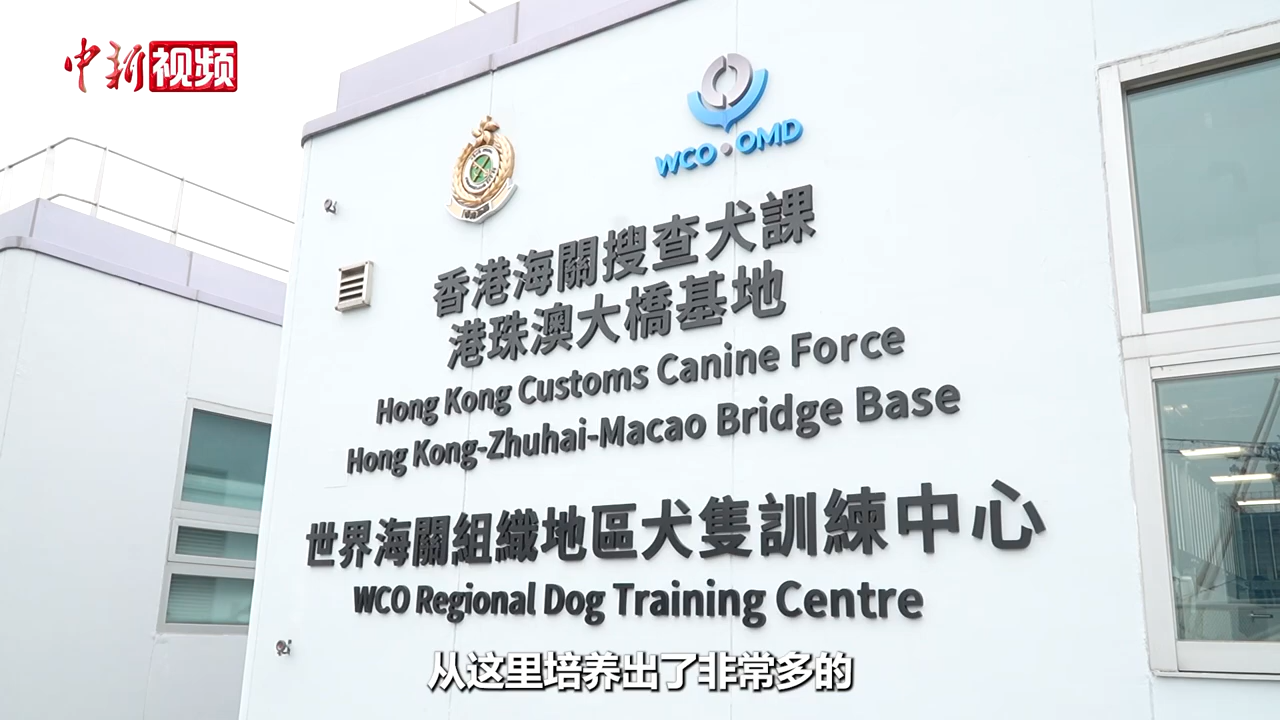 中新视频
WCO OMD
香港海關搜查犬課
港珠澳大橋基地
Hong Kong Customs Canine Force
Hong Kong-Zhuhai-Macao Bridge Base
世界海關組織地區犬隻訓練中心
WCO Regional Dog Training Centre
从这里培养出了非常多的